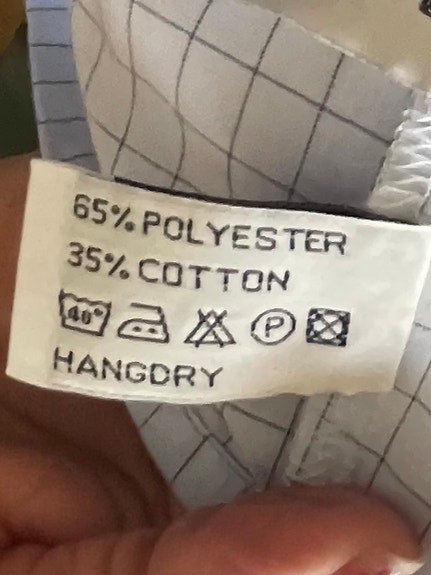 65% POLYESTER
35% COTTON
40° P
HANGDRY